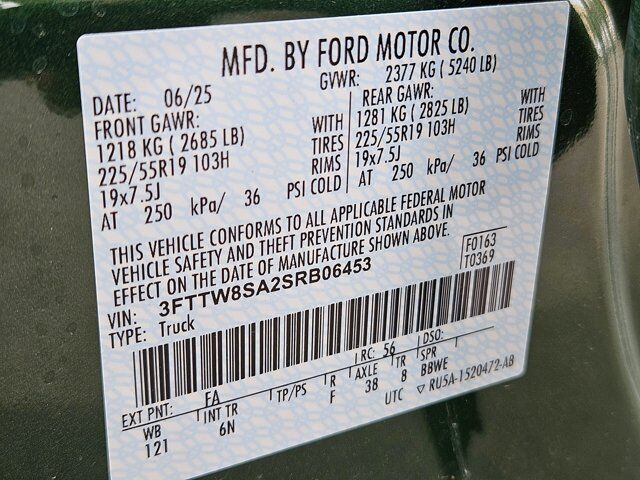 MFD. BY FORD MOTOR CO.
DATE: 06/25 GVWR: 2377 KG ( 5240 LB)
FRONT GAWR: REAR GAWR:
1218 KG ( 2685 LB) WITH 1281 KG ( 2825 LB) WITH
225/55R19 103H TIRES 225/55R19 103H TIRES
19x7.5J RIMS 19x7.5J RIMS
AT 250 kPa/ 36 PSI COLD AT 250 kPa/ 36 PSI COLD
THIS VEHICLE CONFORMS TO ALL APPLICABLE FEDERAL MOTOR
VEHICLE SAFETY AND THEFT PREVENTION STANDARDS IN
EFFECT ON THE DATE OF MANUFACTURE SHOWN ABOVE.
F0163
T0369
VIN: 3FTTW8SA2SRB06453
TYPE: Truck
EXT PNT: FA RC: 56 DSO:
WB INT TR TP/PS R AXLE TR SPR
121 6N F 38 8 BBWE
UTC ▽ RU5A-1520472-AB